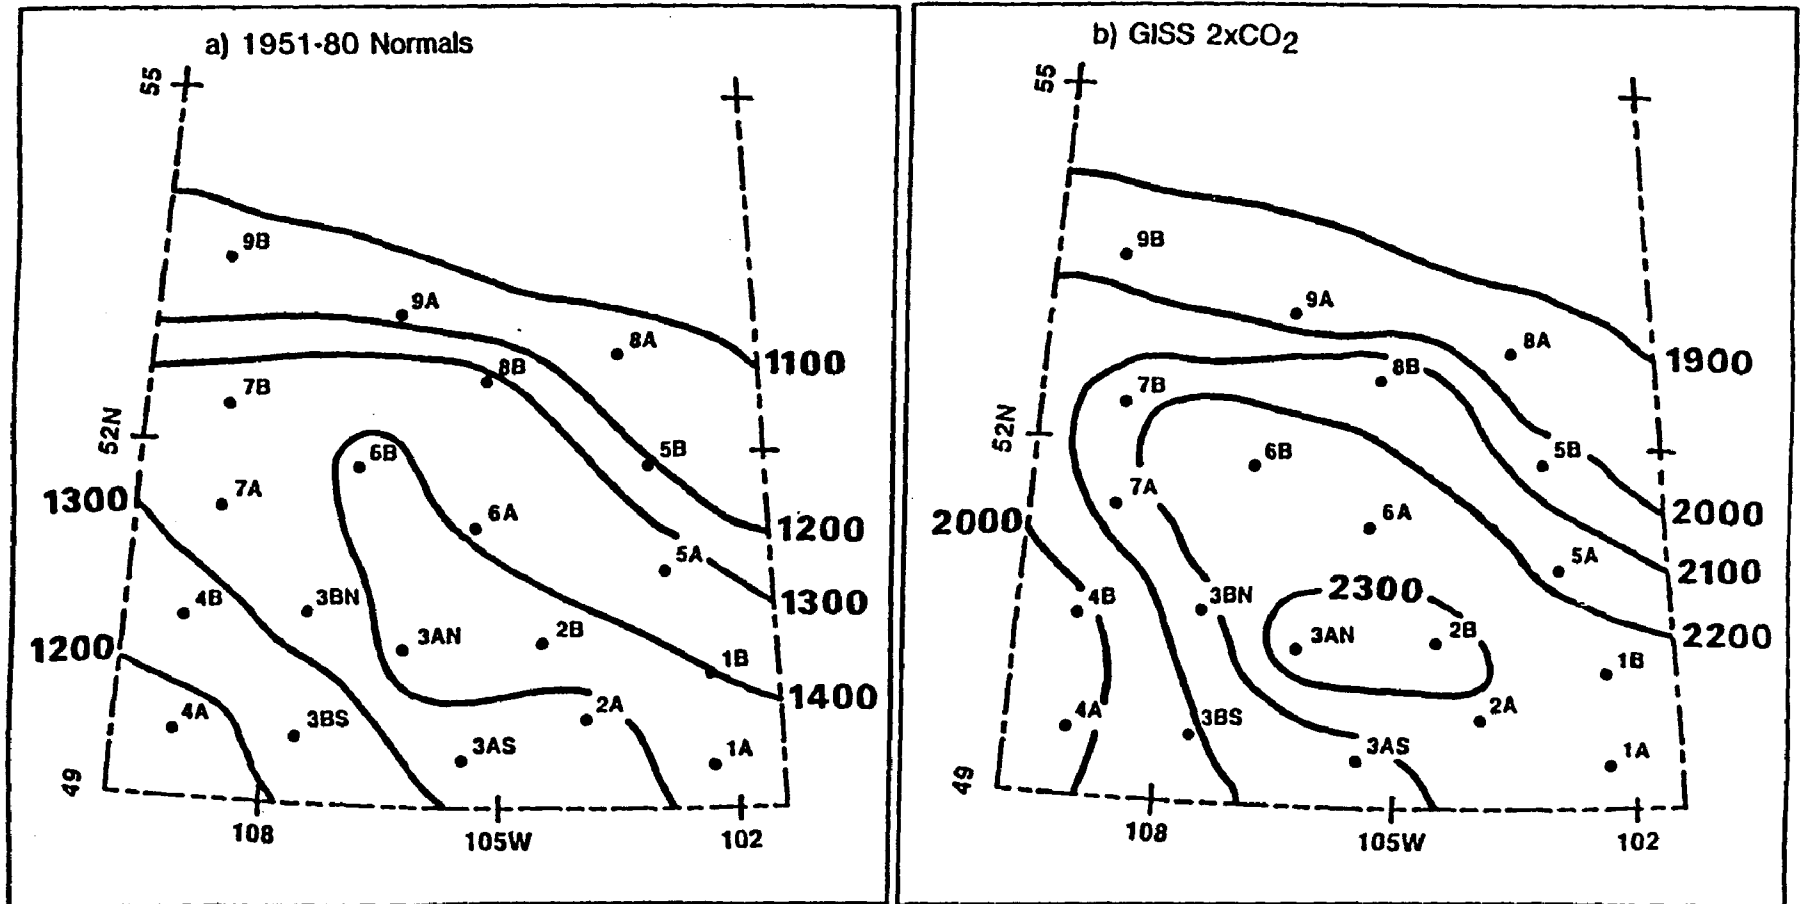 a) 1951-80 Normals
55
9B
9A
8A
1100
8B
7B
52N
6B
5B
1300
7A
6A
1200
5A
4B
3BN
1300
1200
3AN
2B
1B
1400
4A
3BS
2A
3AS
1A
49
108
105W
102
b) GISS 2xCO2
55
9B
9A
8A
1900
8B
7B
52N
6B
5B
7A
2000
6A
2000
5A
2100
4B
3BN
2300
3AN
2B
2200
1B
4A
3BS
2A
3AS
1A
49
108
105W
102